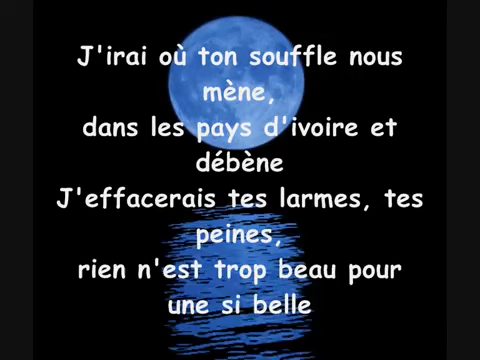 J'irai où ton souffle nous
mène,
dans les pays d'ivoire et
débène
J'effacerais tes larmes, tes
peines,
rien n'est trop beau pour
une si belle